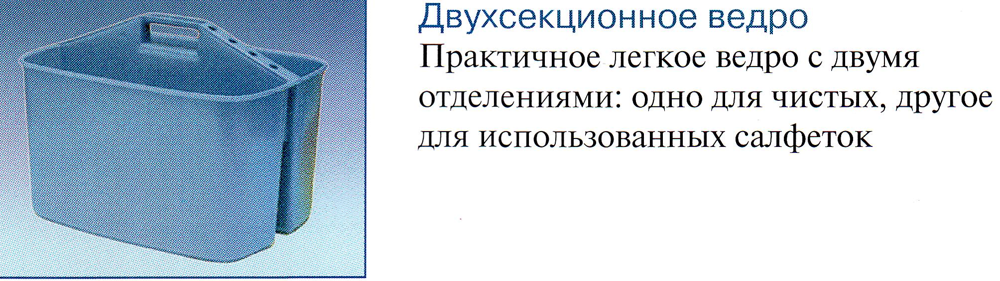 Двухсекционное ведро
Практичное легкое ведро с двумя
отделениями: одно для чистых, другое
для использованных салфеток